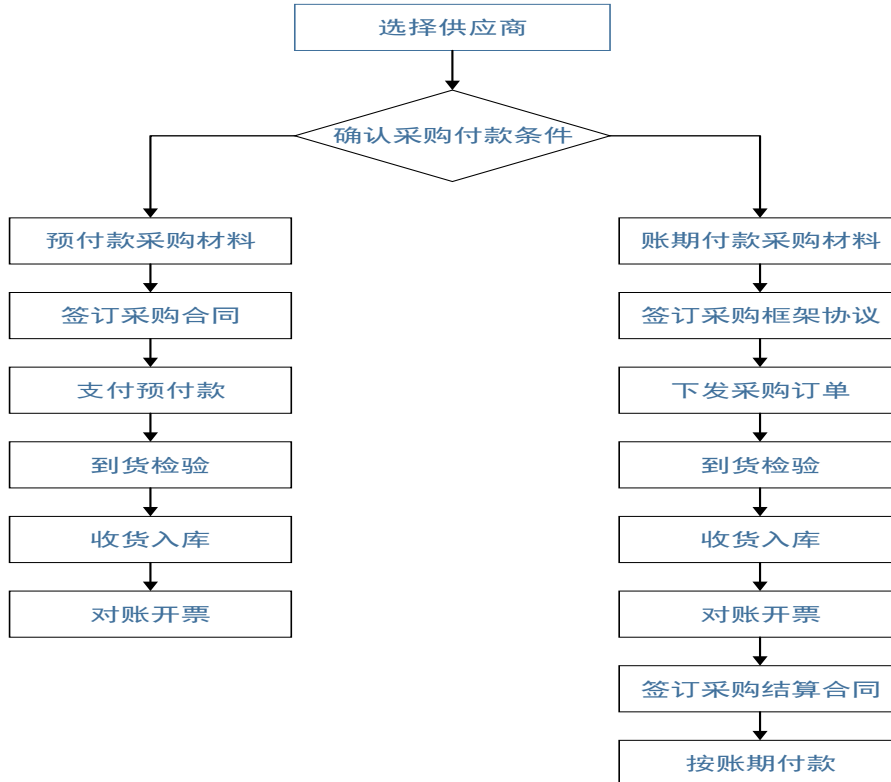 选择供应商
确认采购付款条件
预付款采购材料
签订采购合同
支付预付款
到货检验
收货入库
对账开票
账期付款采购材料
签订采购框架协议
下发采购订单
到货检验
收货入库
对账开票
签订采购结算合同
按账期付款